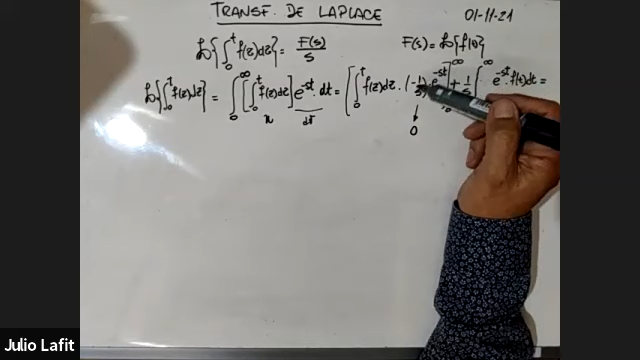 TRANSF. DE LAPLACE 01-11-21
ℒ{∫₀ᵗ f(z)dz} = F(s)/s F(s) = ℒ{f(t)}
ℒ{∫₀ᵗ f(z)dz} = ∫₀^∞ [∫₀ᵗ f(z)dz] e^-st dt = [∫₀ᵗ f(z)dz · (-1/s) e^-st]₀^∞ + 1/s ∫^∞ e^-st · f(t)dt =
u dv
0
Julio Lafit